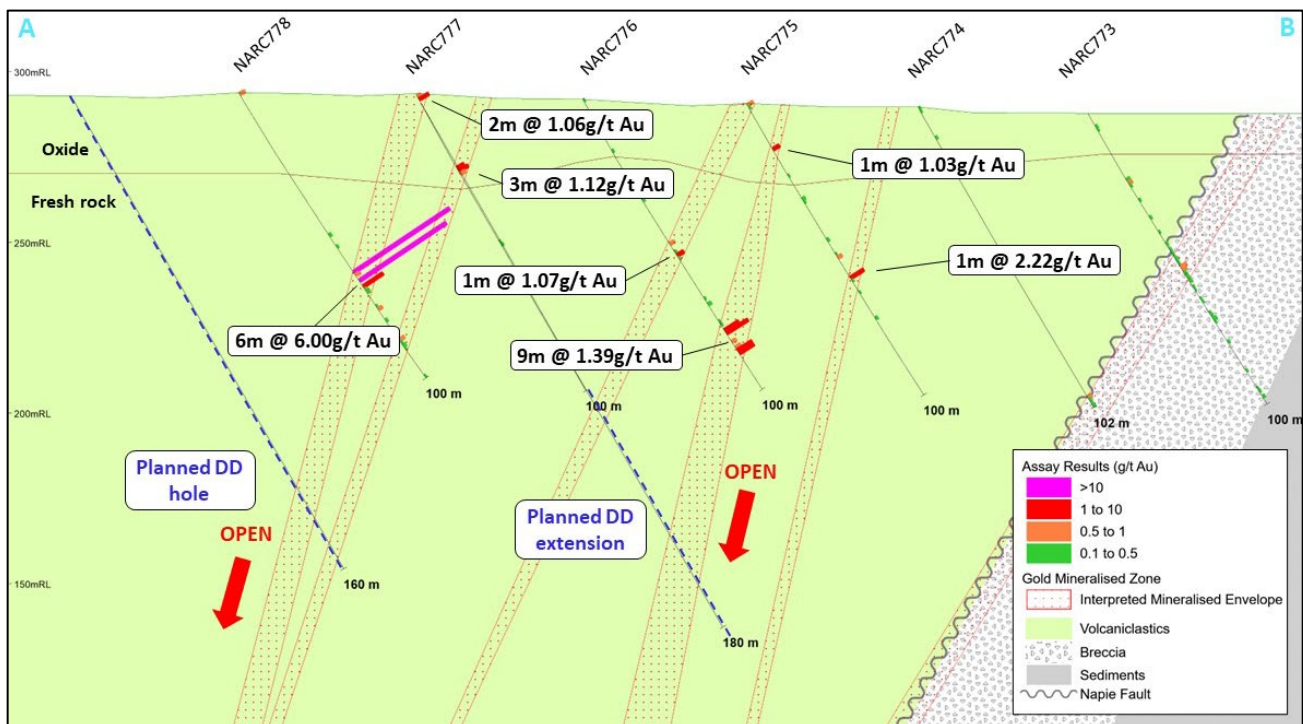 A
B
NARC778
NARC777
NARC776
NARC775
NARC774
NARC773
300mRL
2m @ 1.06g/t Au
Oxide
1m @ 1.03g/t Au
3m @ 1.12g/t Au
Fresh rock
250mRL
1m @ 2.22g/t Au
1m @ 1.07g/t Au
6m @ 6.00g/t Au
9m @ 1.39g/t Au
100 m
100 m
100 m
100 m
102 m
100 m
200mRL
Planned DD
hole
OPEN
OPEN
Planned DD
extension
150mRL
160 m
180 m
Assay Results (g/t Au)
>10
1 to 10
0.5 to 1
0.1 to 0.5
Gold Mineralised Zone
Interpreted Mineralised Envelope
Volcaniclastics
Breccia
Sediments
Napie Fault